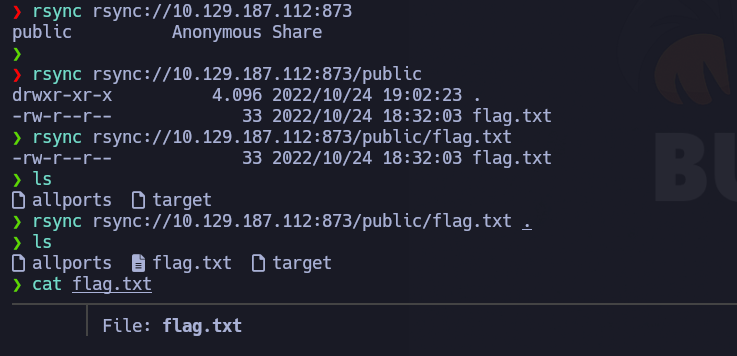 ❯ rsync rsync://10.129.187.112:873
public          Anonymous Share
❯
❯ rsync rsync://10.129.187.112:873/public
drwxr-xr-x          4.096 2022/10/24 19:02:23 .
-rw-r--r--             33 2022/10/24 18:32:03 flag.txt
❯ rsync rsync://10.129.187.112:873/public/flag.txt
-rw-r--r--             33 2022/10/24 18:32:03 flag.txt
❯ ls
allports  target
❯ rsync rsync://10.129.187.112:873/public/flag.txt .
❯ ls
allports  flag.txt  target
❯ cat flag.txt
File: flag.txt